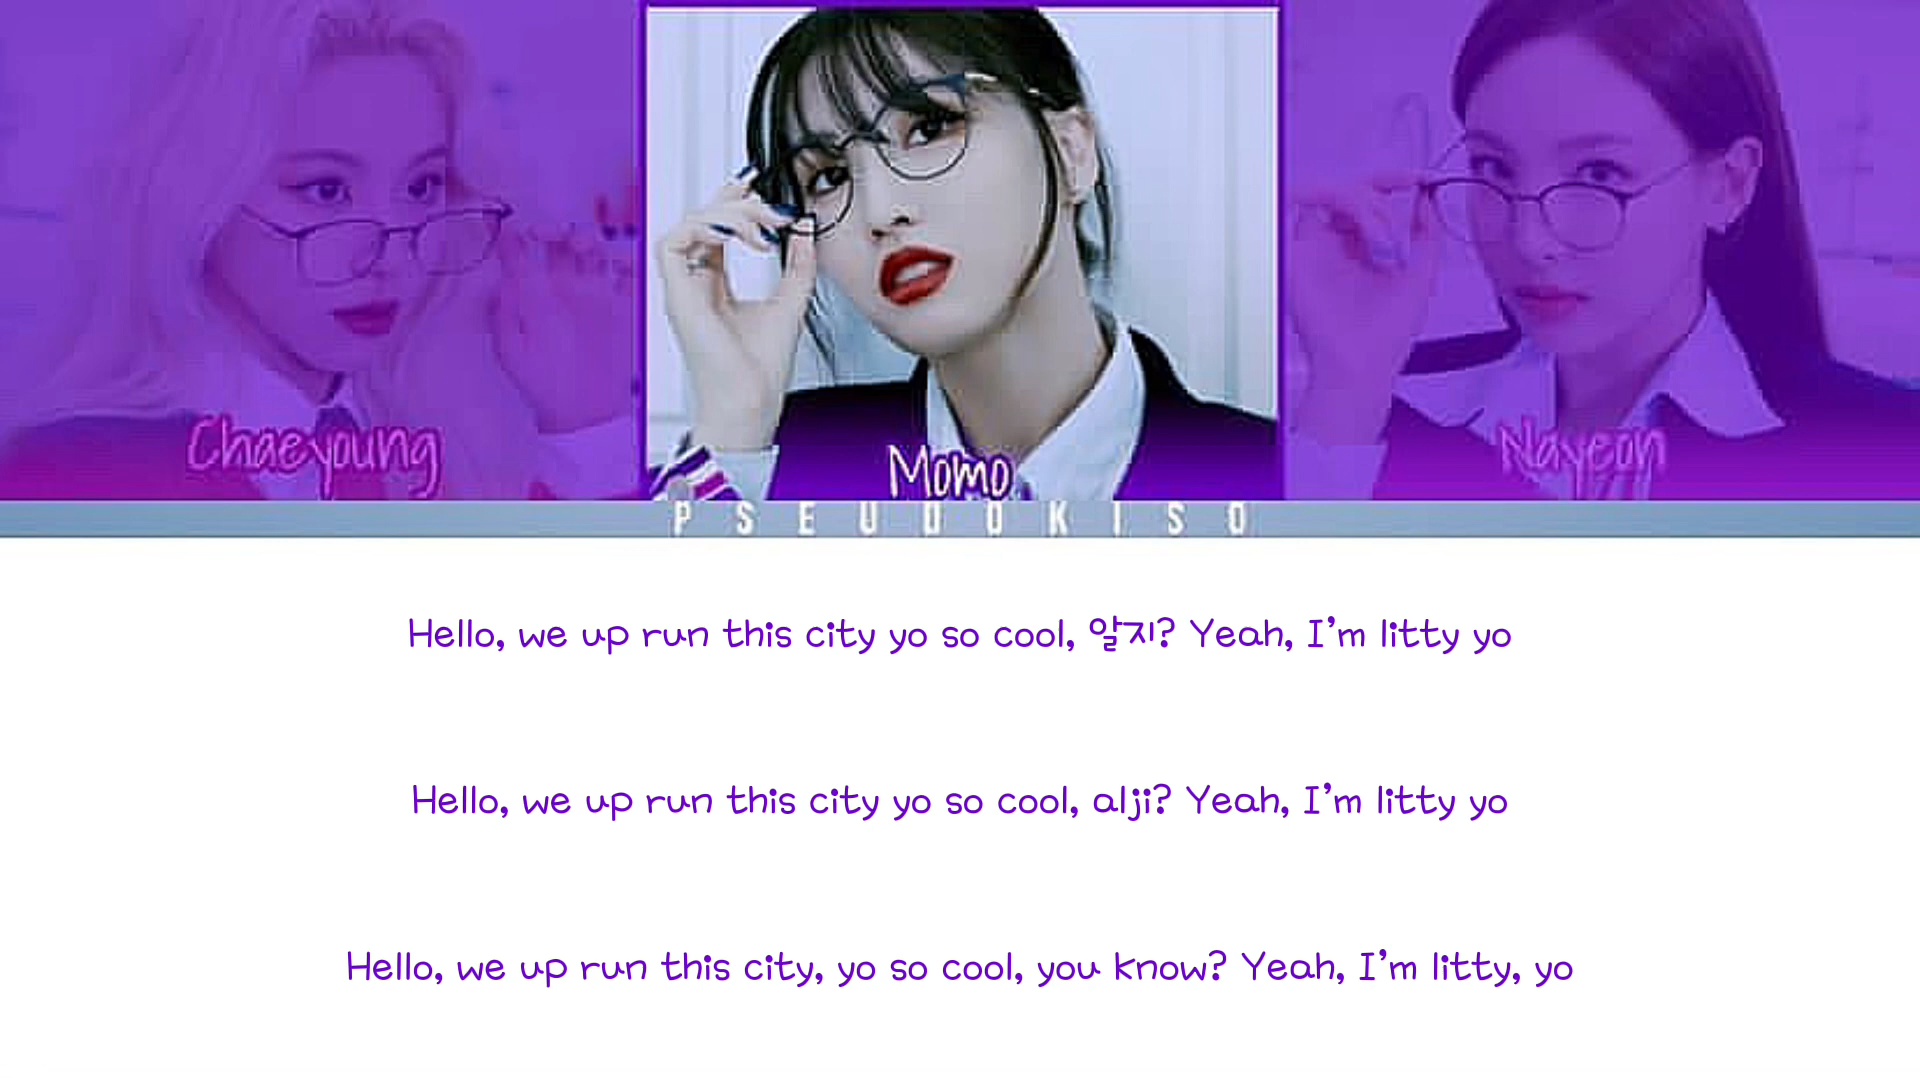 Chaeyoung
Momo
Nayeon
PSEUDOKISO
Hello, we up run this city yo so cool, 알지? Yeah, I'm litty yo
Hello, we up run this city yo so cool, alji? Yeah, I'm litty yo
Hello, we up run this city, yo so cool, you know? Yeah, I'm litty, yo